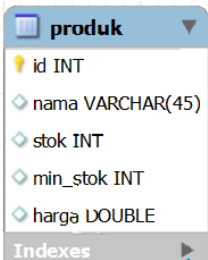 produk
id INT
nama VARCHAR(45)
stok INT
min_stok INT
harga DOUBLE
Indexes